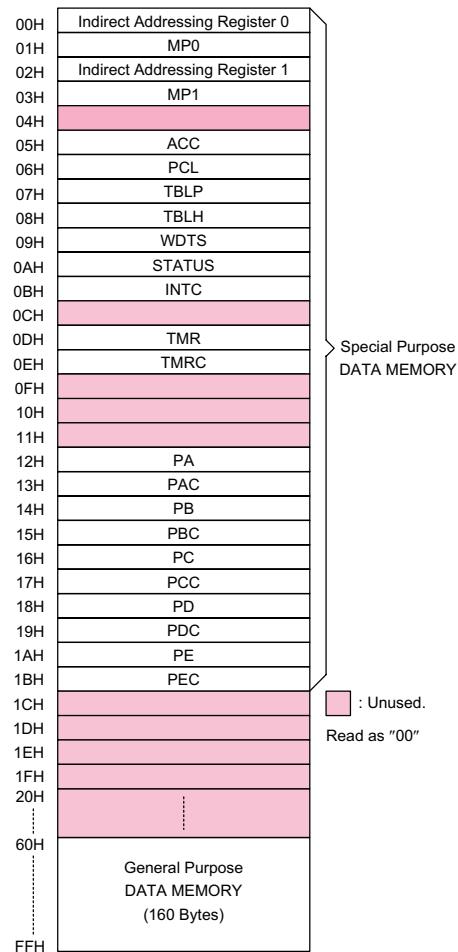 00H Indirect Addressing Register 0
01H MP0
02H Indirect Addressing Register 1
03H MP1
04H
05H ACC
06H PCL
07H TBLP
08H TBLH
09H WDTS
0AH STATUS
0BH INTC
0CH
0DH TMR
0EH TMRC
0FH
10H
11H
12H PA
13H PAC
14H PB
15H PBC
16H PC
17H PCC
18H PD
19H PDC
1AH PE
1BH PEC
1CH
1DH
1EH
1FH
20H
60H
General Purpose
DATA MEMORY
(160 Bytes)
FFH
Special Purpose
DATA MEMORY
: Unused.
Read as "00"